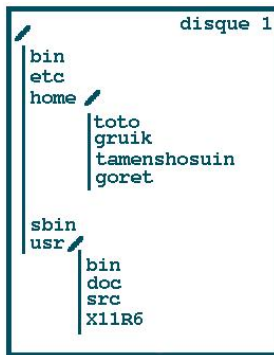 disque 1
/
bin
etc
home /
toto
gruik
tamenshosuin
goret
sbin
usr /
bin
doc
src
X11R6